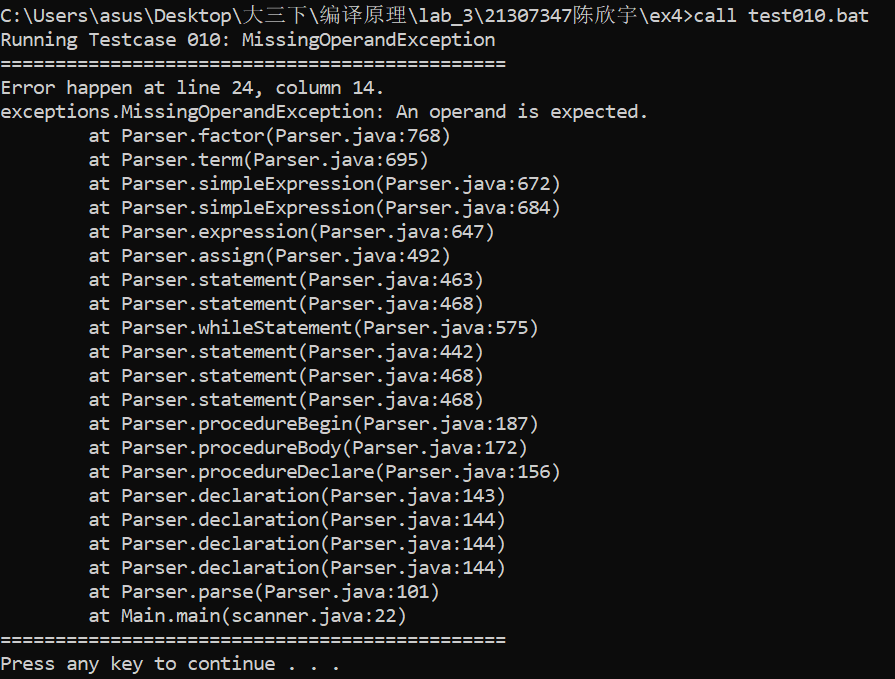 C:\Users\asus\Desktop\大三下\编译原理\lab_3\21307347陈欣宇\ex4>call test010.bat
Running Testcase 010: MissingOperandException
==============================================
Error happen at line 24, column 14.
exceptions.MissingOperandException: An operand is expected.
        at Parser.factor(Parser.java:768)
        at Parser.term(Parser.java:695)
        at Parser.simpleExpression(Parser.java:672)
        at Parser.simpleExpression(Parser.java:684)
        at Parser.expression(Parser.java:647)
        at Parser.assign(Parser.java:492)
        at Parser.statement(Parser.java:463)
        at Parser.statement(Parser.java:468)
        at Parser.whileStatement(Parser.java:575)
        at Parser.statement(Parser.java:442)
        at Parser.statement(Parser.java:468)
        at Parser.statement(Parser.java:468)
        at Parser.procedureBegin(Parser.java:187)
        at Parser.procedureBody(Parser.java:172)
        at Parser.procedureDeclare(Parser.java:156)
        at Parser.declaration(Parser.java:143)
        at Parser.declaration(Parser.java:144)
        at Parser.declaration(Parser.java:144)
        at Parser.declaration(Parser.java:144)
        at Parser.parse(Parser.java:101)
        at Main.main(scanner.java:22)
==============================================
Press any key to continue . . .